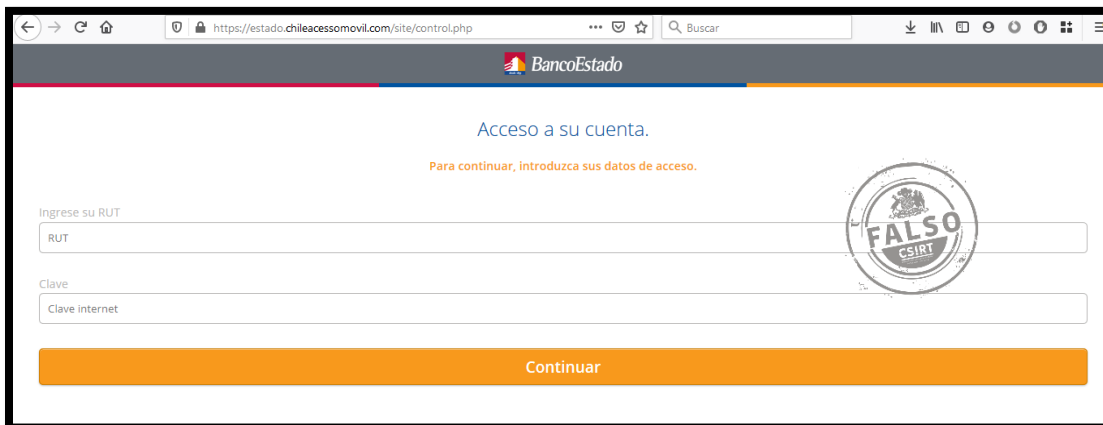 https://estado.chileacessomovil.com/site/control.php
Buscar
BancoEstado
Acceso a su cuenta.
Para continuar, introduzca sus datos de acceso.
Ingrese su RUT
RUT
FALSO
CSIRT
Clave
Clave internet
Continuar